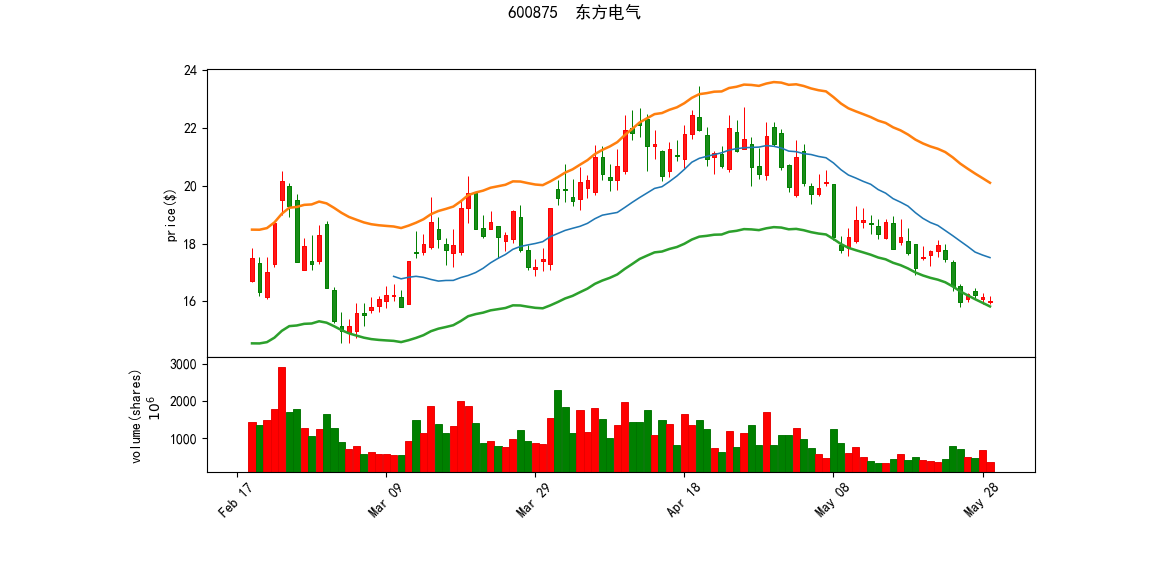 600875  东方电气
price($)
24
22
20
18
16
volume(shares)
10^6
3000
2000
1000
Feb 17
Mar 09
Mar 29
Apr 18
May 08
May 28